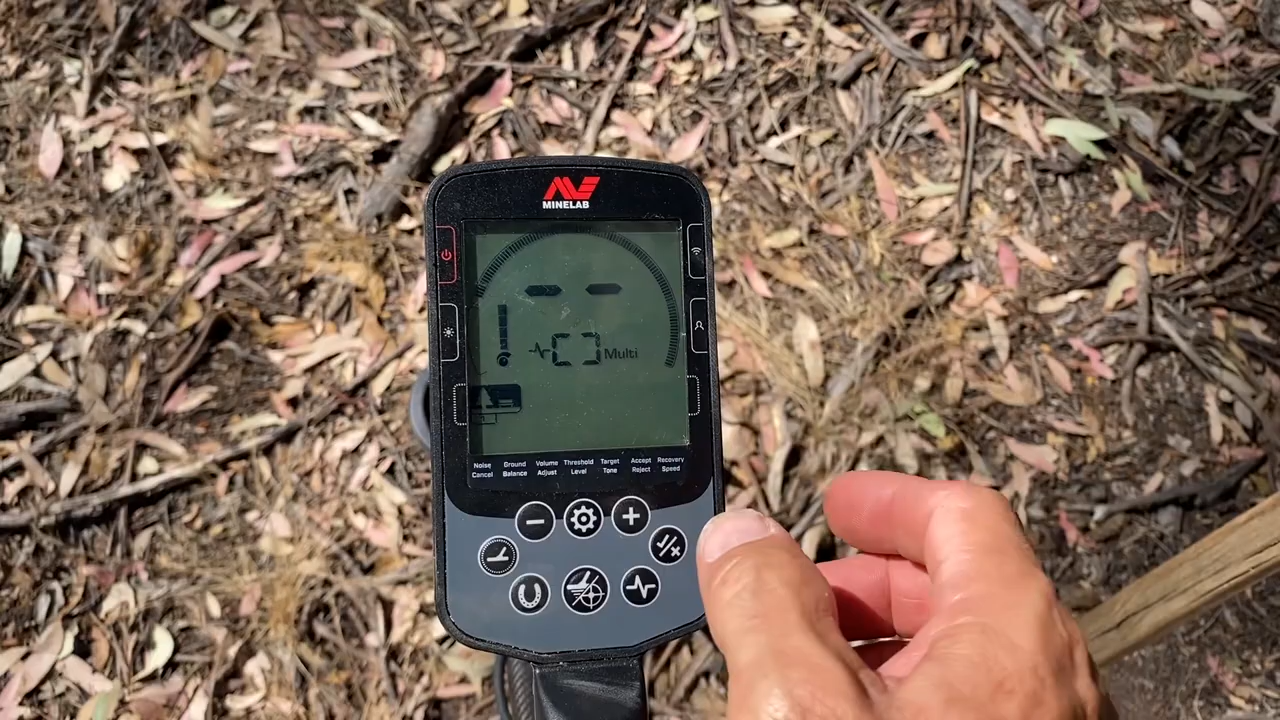 MINELAB
-- --
Multi
Noise Cancel
Ground Balance
Volume Adjust
Threshold Level
Target Tone
Accept Reject
Recovery Speed